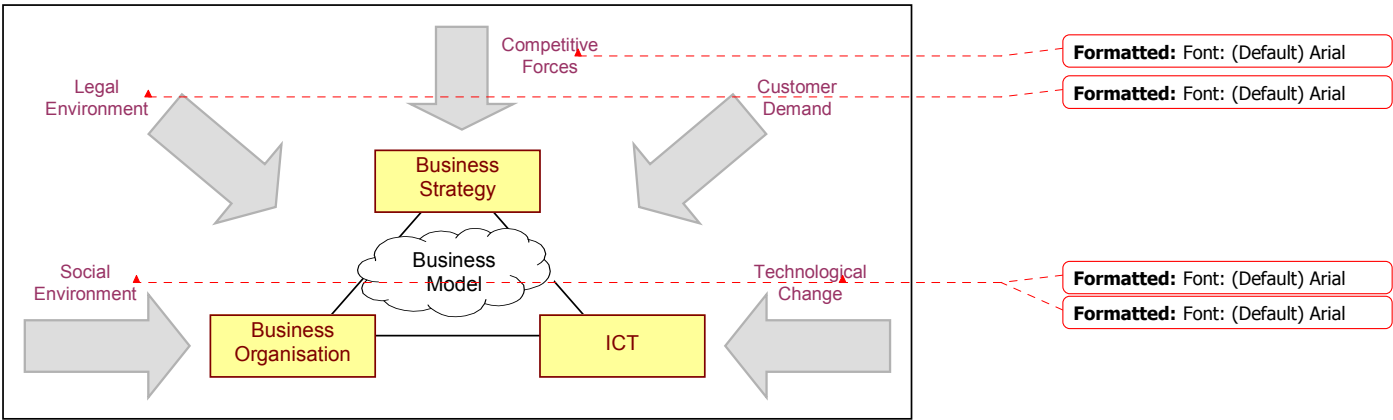 Competitive
Forces
Legal
Environment
Customer
Demand
Business
Strategy
Business
Model
Social
Environment
Technological
Change
Business
Organisation
ICT
Formatted: Font: (Default) Arial
Formatted: Font: (Default) Arial
Formatted: Font: (Default) Arial
Formatted: Font: (Default) Arial